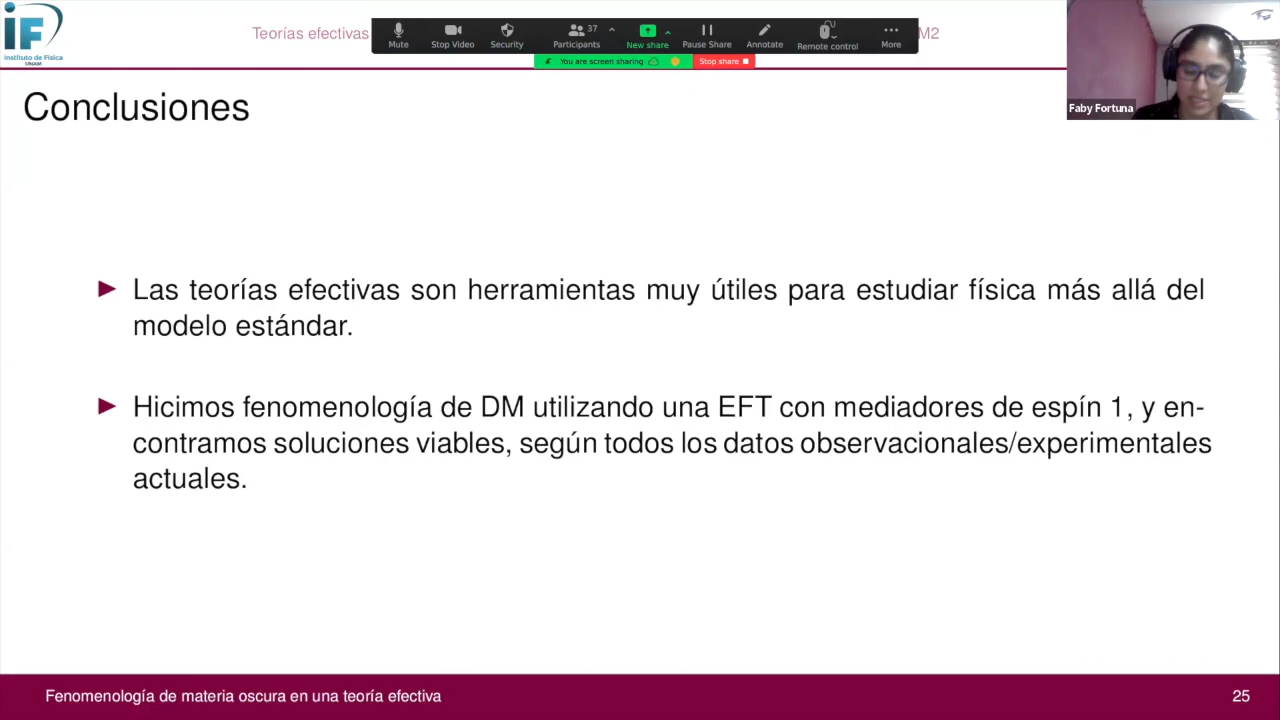 Instituto de Física
UNAM
Teorías efectivas
M2
Mute
Stop Video
Security
Participants
37
New share
Pause Share
Annotate
Remote control
More
You are screen sharing
Stop share
Faby Fortuna
Conclusiones
Las teorías efectivas son herramientas muy útiles para estudiar física más allá del
modelo estándar.
Hicimos fenomenología de DM utilizando una EFT con mediadores de espín 1, y en-
contramos soluciones viables, según todos los datos observacionales/experimentales
actuales.
Fenomenología de materia oscura en una teoría efectiva
25